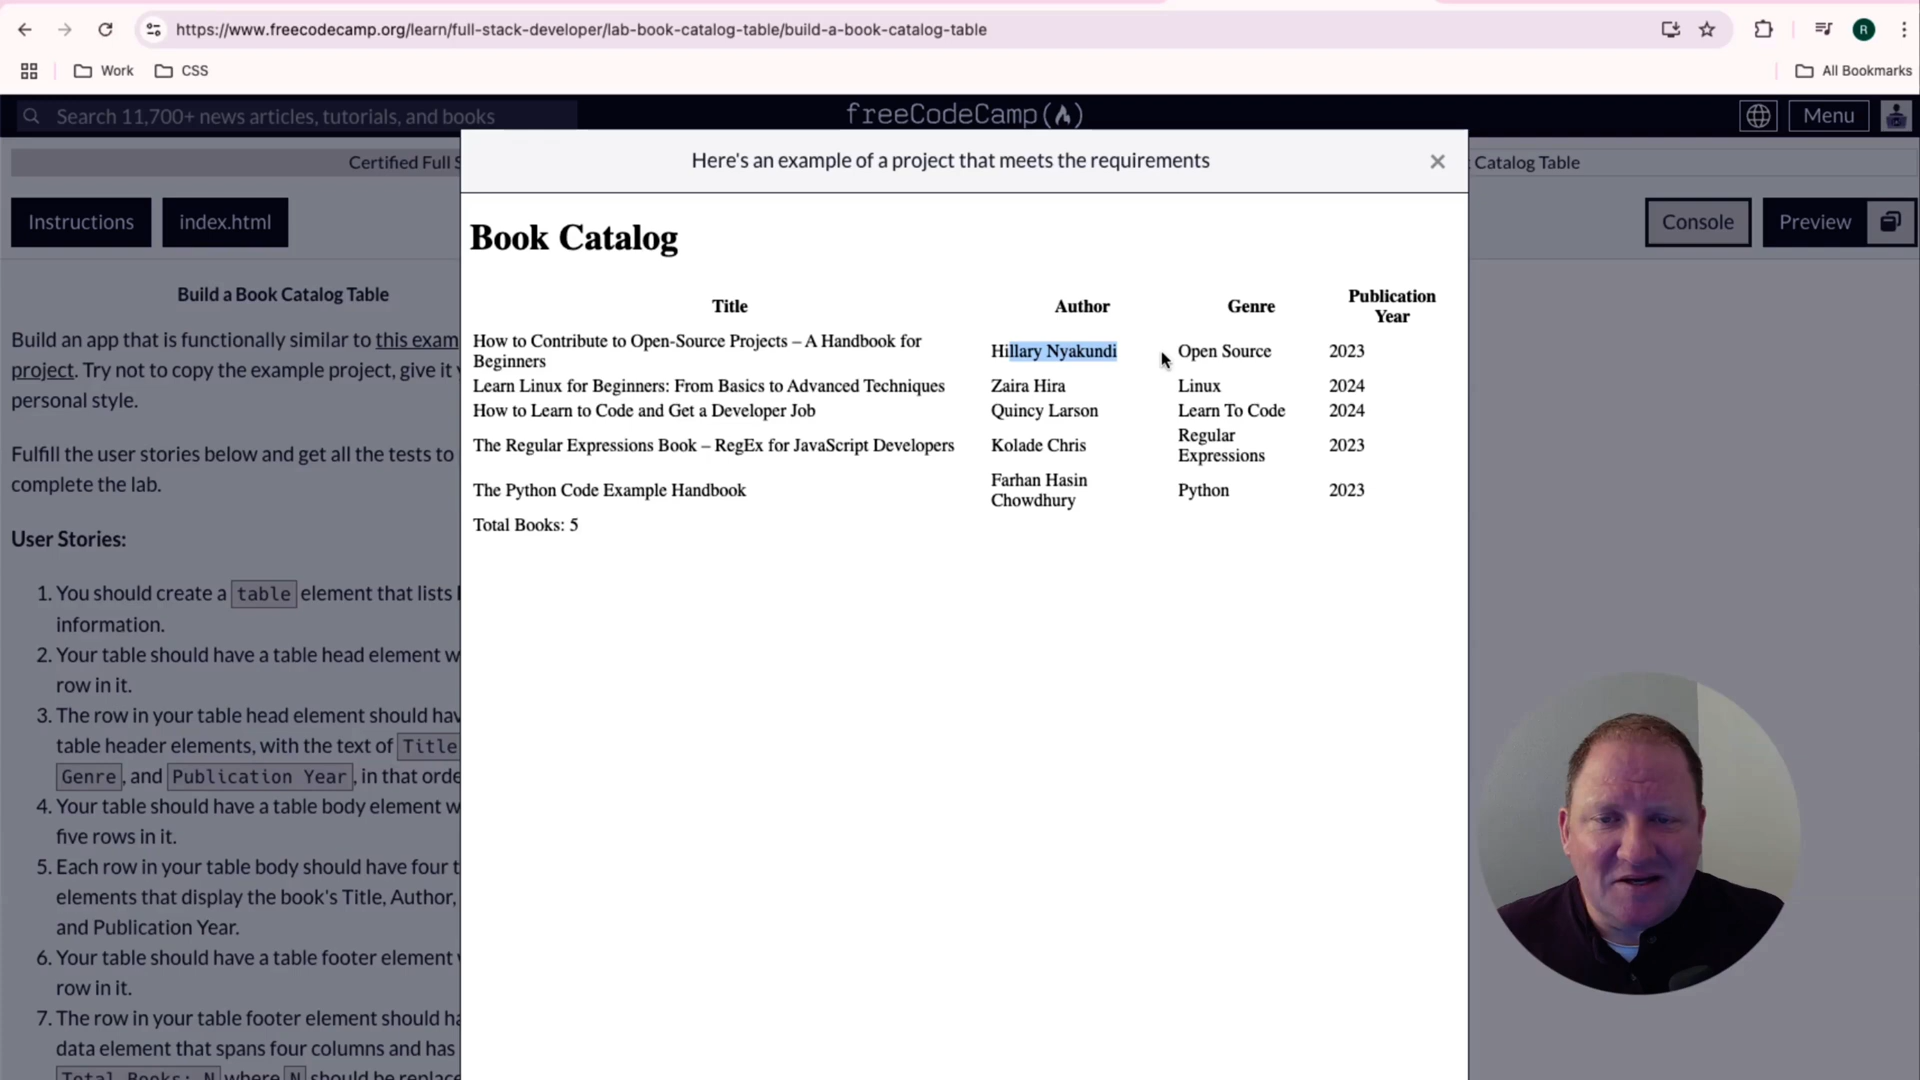 https://www.freecodecamp.org/learn/full-stack-developer/lab-book-catalog-table/build-a-book-catalog-table
R
Work
CSS
All Bookmarks
Search 11,700+ news articles, tutorials, and books
freeCodeCamp
Menu
Certified Full S
Here's an example of a project that meets the requirements
Catalog Table
Instructions
index.html
Console
Preview
Build a Book Catalog Table
Build an app that is functionally similar to this exam
project. Try not to copy the example project, give it
personal style.
Fulfill the user stories below and get all the tests to
complete the lab.
User Stories:
1. You should create a table element that lists
information.
2. Your table should have a table head element w
row in it.
3. The row in your table head element should hav
table header elements, with the text of Title
Genre, and Publication Year, in that orde
4. Your table should have a table body element w
five rows in it.
5. Each row in your table body should have four t
elements that display the book's Title, Author,
and Publication Year.
6. Your table should have a table footer element
row in it.
7. The row in your table footer element should ha
data element that spans four columns and has
Total Books: N where N should be replace
Book Catalog
Title Author Genre Publication
Year
How to Contribute to Open-Source Projects – A Handbook for
Beginners
Hillary Nyakundi Open Source 2023
Learn Linux for Beginners: From Basics to Advanced Techniques Zaira Hira Linux 2024
How to Learn to Code and Get a Developer Job Quincy Larson Learn To Code 2024
The Regular Expressions Book – RegEx for JavaScript Developers Kolade Chris Regular
Expressions 2023
The Python Code Example Handbook Farhan Hasin
Chowdhury Python 2023
Total Books: 5